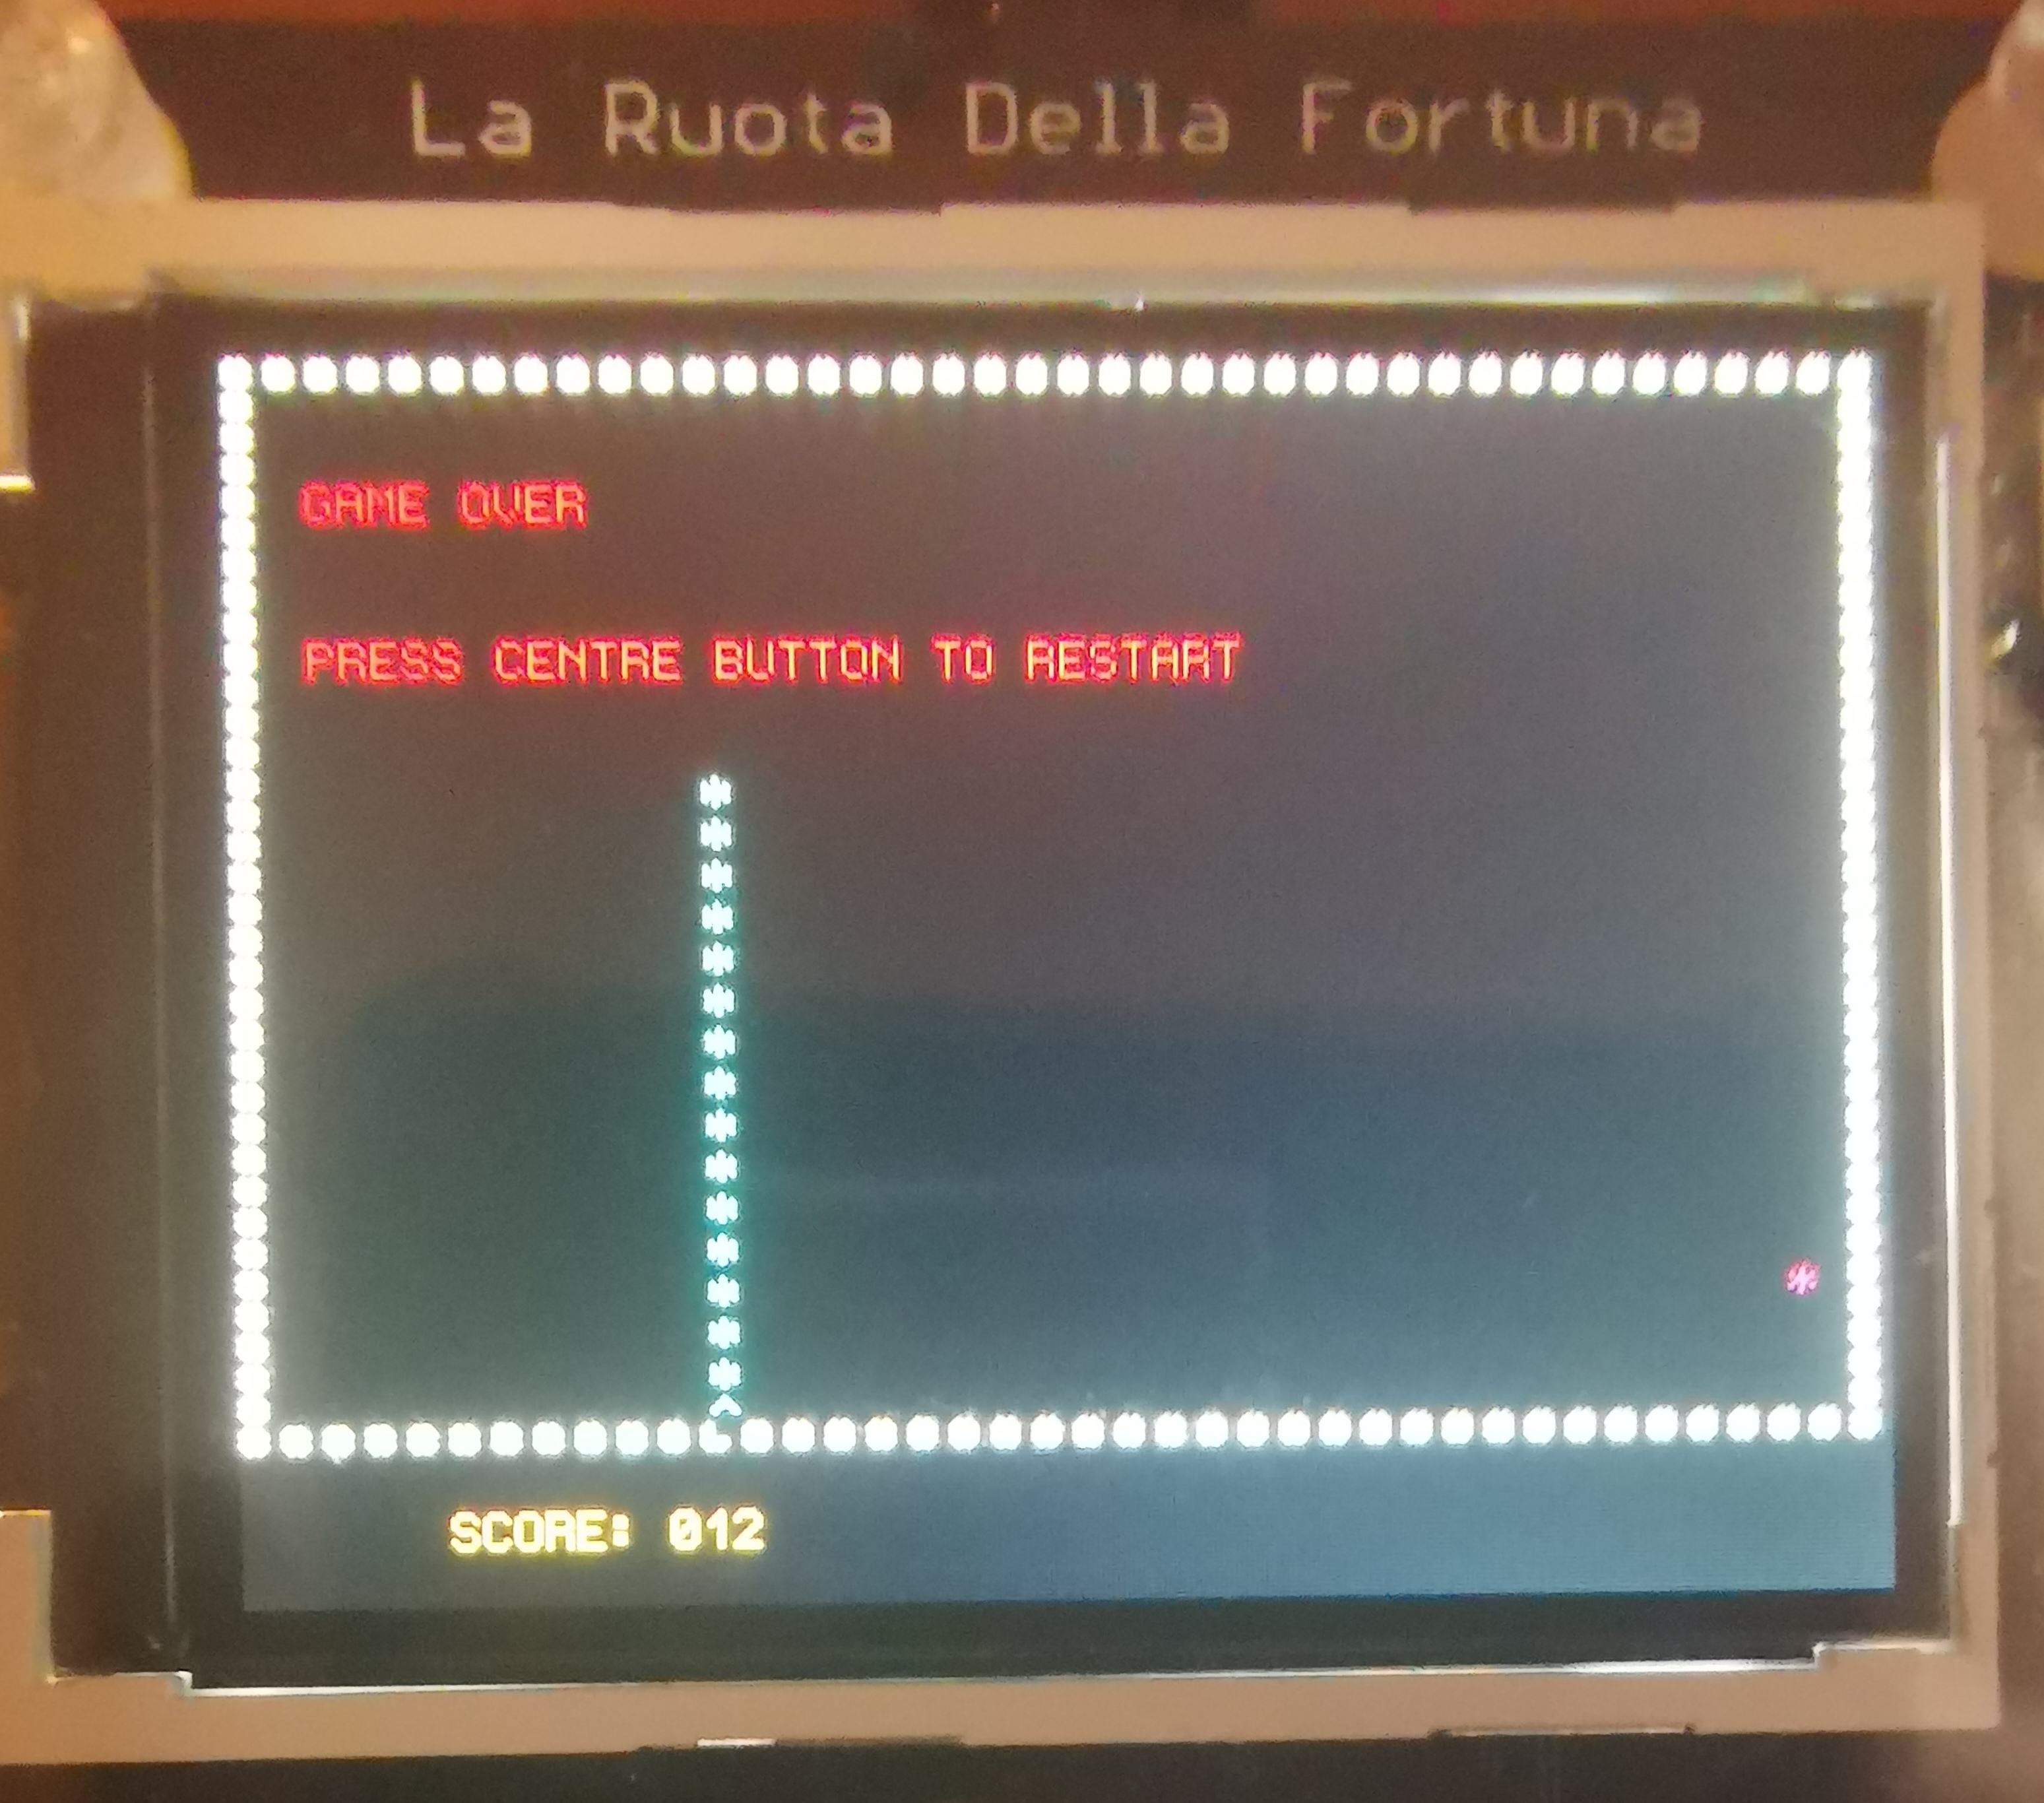 La Ruota Della Fortuna
GAME OVER
PRESS CENTRE BUTTON TO RESTART
SCORE: 012